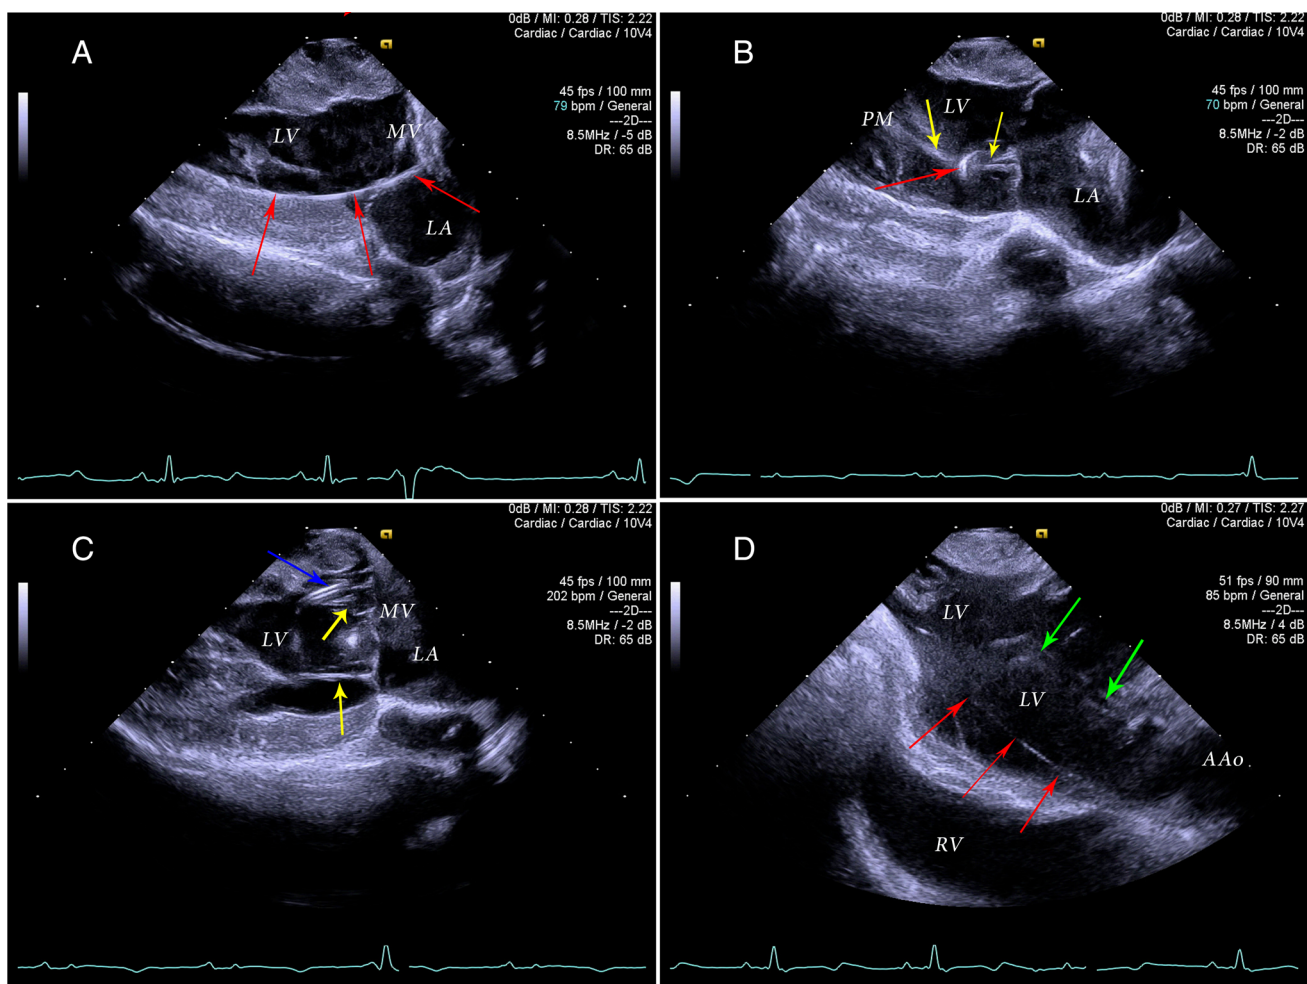 A
0dB / MI: 0.28 / TIS: 2.22
Cardiac / Cardiac / 10V4
45 fps / 100 mm
79 bpm / General
---2D---
8.5MHz / -5 dB
DR: 65 dB
LV
MV
LA
B
0dB / MI: 0.28 / TIS: 2.22
Cardiac / Cardiac / 10V4
45 fps / 100 mm
70 bpm / General
---2D---
8.5MHz / -2 dB
DR: 65 dB
LV
PM
LA
C
0dB / MI: 0.28 / TIS: 2.22
Cardiac / Cardiac / 10V4
45 fps / 100 mm
202 bpm / General
---2D---
8.5MHz / -2 dB
DR: 65 dB
MV
LV
LA
D
0dB / MI: 0.27 / TIS: 2.27
Cardiac / Cardiac / 10V4
51 fps / 90 mm
85 bpm / General
---2D---
8.5MHz / 4 dB
DR: 65 dB
LV
LV
AAo
RV